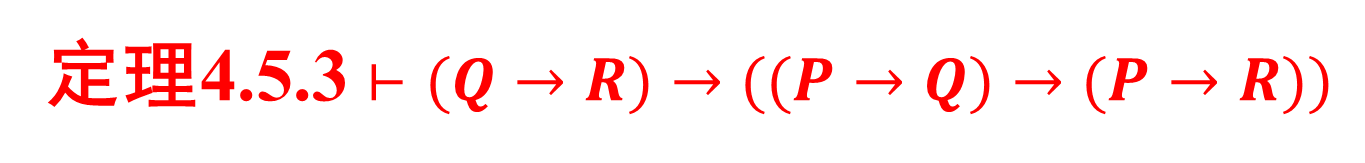 定理4.5.3 ⊢ (Q → R) → ((P → Q) → (P → R))